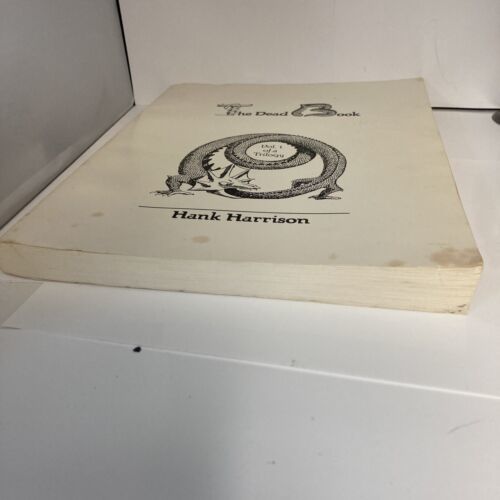 The Dead Book
Vol. 1
of a
Trilogy
Hank Harrison